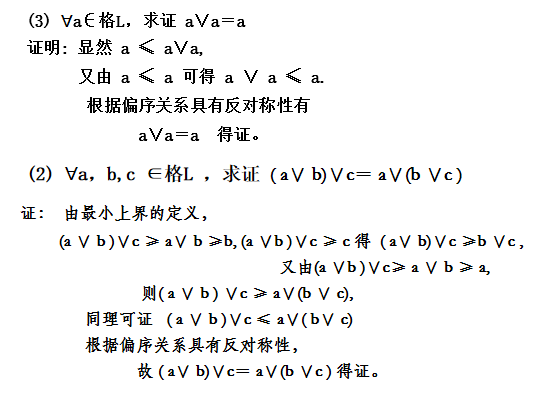 (3) ∀a∈格L，求证 a∨a＝a
证明: 显然 a ≤ a∨a,
又由 a ≤ a 可得 a ∨ a ≤ a.
根据偏序关系具有反对称性有
a∨a＝a 得证。
(2) ∀a，b, c ∈格L ，求证 ( a∨ b)∨c＝ a∨(b ∨c )
证： 由最小上界的定义，
(a ∨ b )∨c ≥ a∨ b ≥b, (a ∨b)∨c ≥ c 得 (a∨ b)∨c ≥b ∨c ,
又由(a ∨b )∨c≥ a ∨ b ≥ a,
则( a ∨ b ) ∨c ≥ a∨(b ∨ c),
同理可证 ( a ∨ b )∨c ≤ a∨( b∨ c)
根据偏序关系具有反对称性，
故 ( a∨ b)∨c＝ a∨(b ∨c ) 得证。